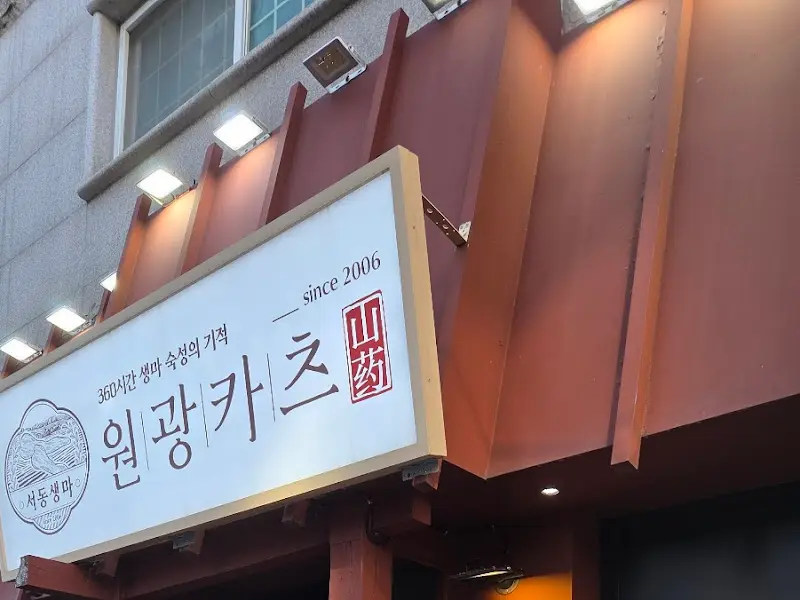 since 2006
360시간 생마 숙성의 기적
원광카츠
山药
서동생마